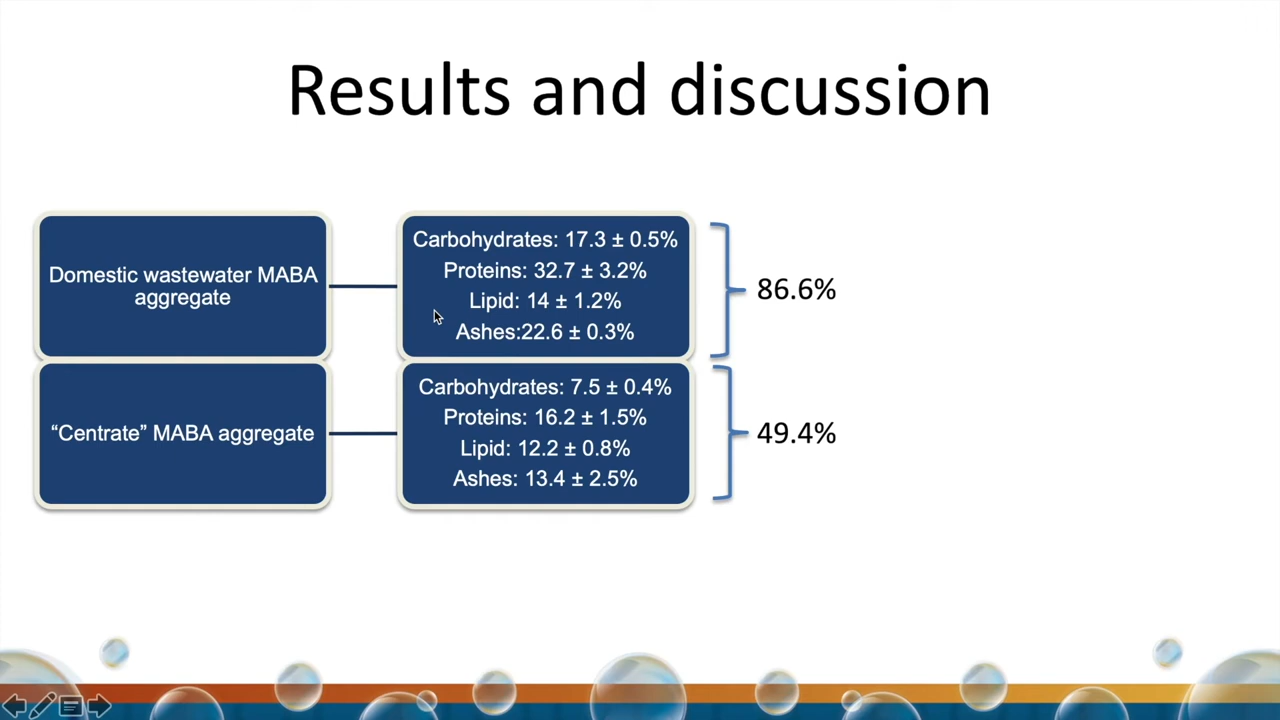 Results and discussion
Domestic wastewater MABA
aggregate
Carbohydrates: 17.3 ± 0.5%
Proteins: 32.7 ± 3.2%
Lipid: 14 ± 1.2%
Ashes:22.6 ± 0.3%
86.6%
“Centrate” MABA aggregate
Carbohydrates: 7.5 ± 0.4%
Proteins: 16.2 ± 1.5%
Lipid: 12.2 ± 0.8%
Ashes: 13.4 ± 2.5%
49.4%